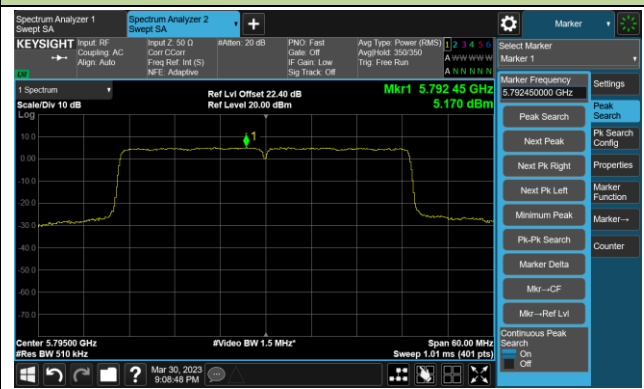 Spectrum Analyzer 1
Swept SA
Spectrum Analyzer 2
Swept SA
Marker
KEYSIGHT
Input: RF
Coupling: AC
Align: Auto
Input Z: 50 Ω
Corr CCorr
Freq Ref: Int (S)
NFE: Adaptive
#Atten: 20 dB
PNO: Fast
Gate: Off
IF Gain: Low
Sig Track: Off
Avg Type: Power (RMS)
Avg|Hold: 350/350
Trig: Free Run
1 2 3 4 5 6
A W W W W W
A N N N N N
LXI
Select Marker
Marker 1
1 Spectrum
Scale/Div 10 dB
Log
Ref Lvl Offset 22.40 dB
Ref Level 20.00 dBm
Mkr1 5.792 45 GHz
5.170 dBm
1
10.0
0.00
-10.0
-20.0
-30.0
-40.0
-50.0
-60.0
-70.0
Center 5.79500 GHz
#Res BW 510 kHz
#Video BW 1.5 MHz*
Span 60.00 MHz
Sweep 1.01 ms (401 pts)
Marker Frequency
5.792450000 GHz
Peak Search
Next Peak
Next Pk Right
Next Pk Left
Minimum Peak
Pk-Pk Search
Marker Delta
Mkr→CF
Mkr→Ref Lvl
Continuous Peak
Search
On
Off
Settings
Peak
Search
Pk Search
Config
Properties
Marker
Function
Marker→
Counter
?
Mar 30, 2023
9:08:48 PM